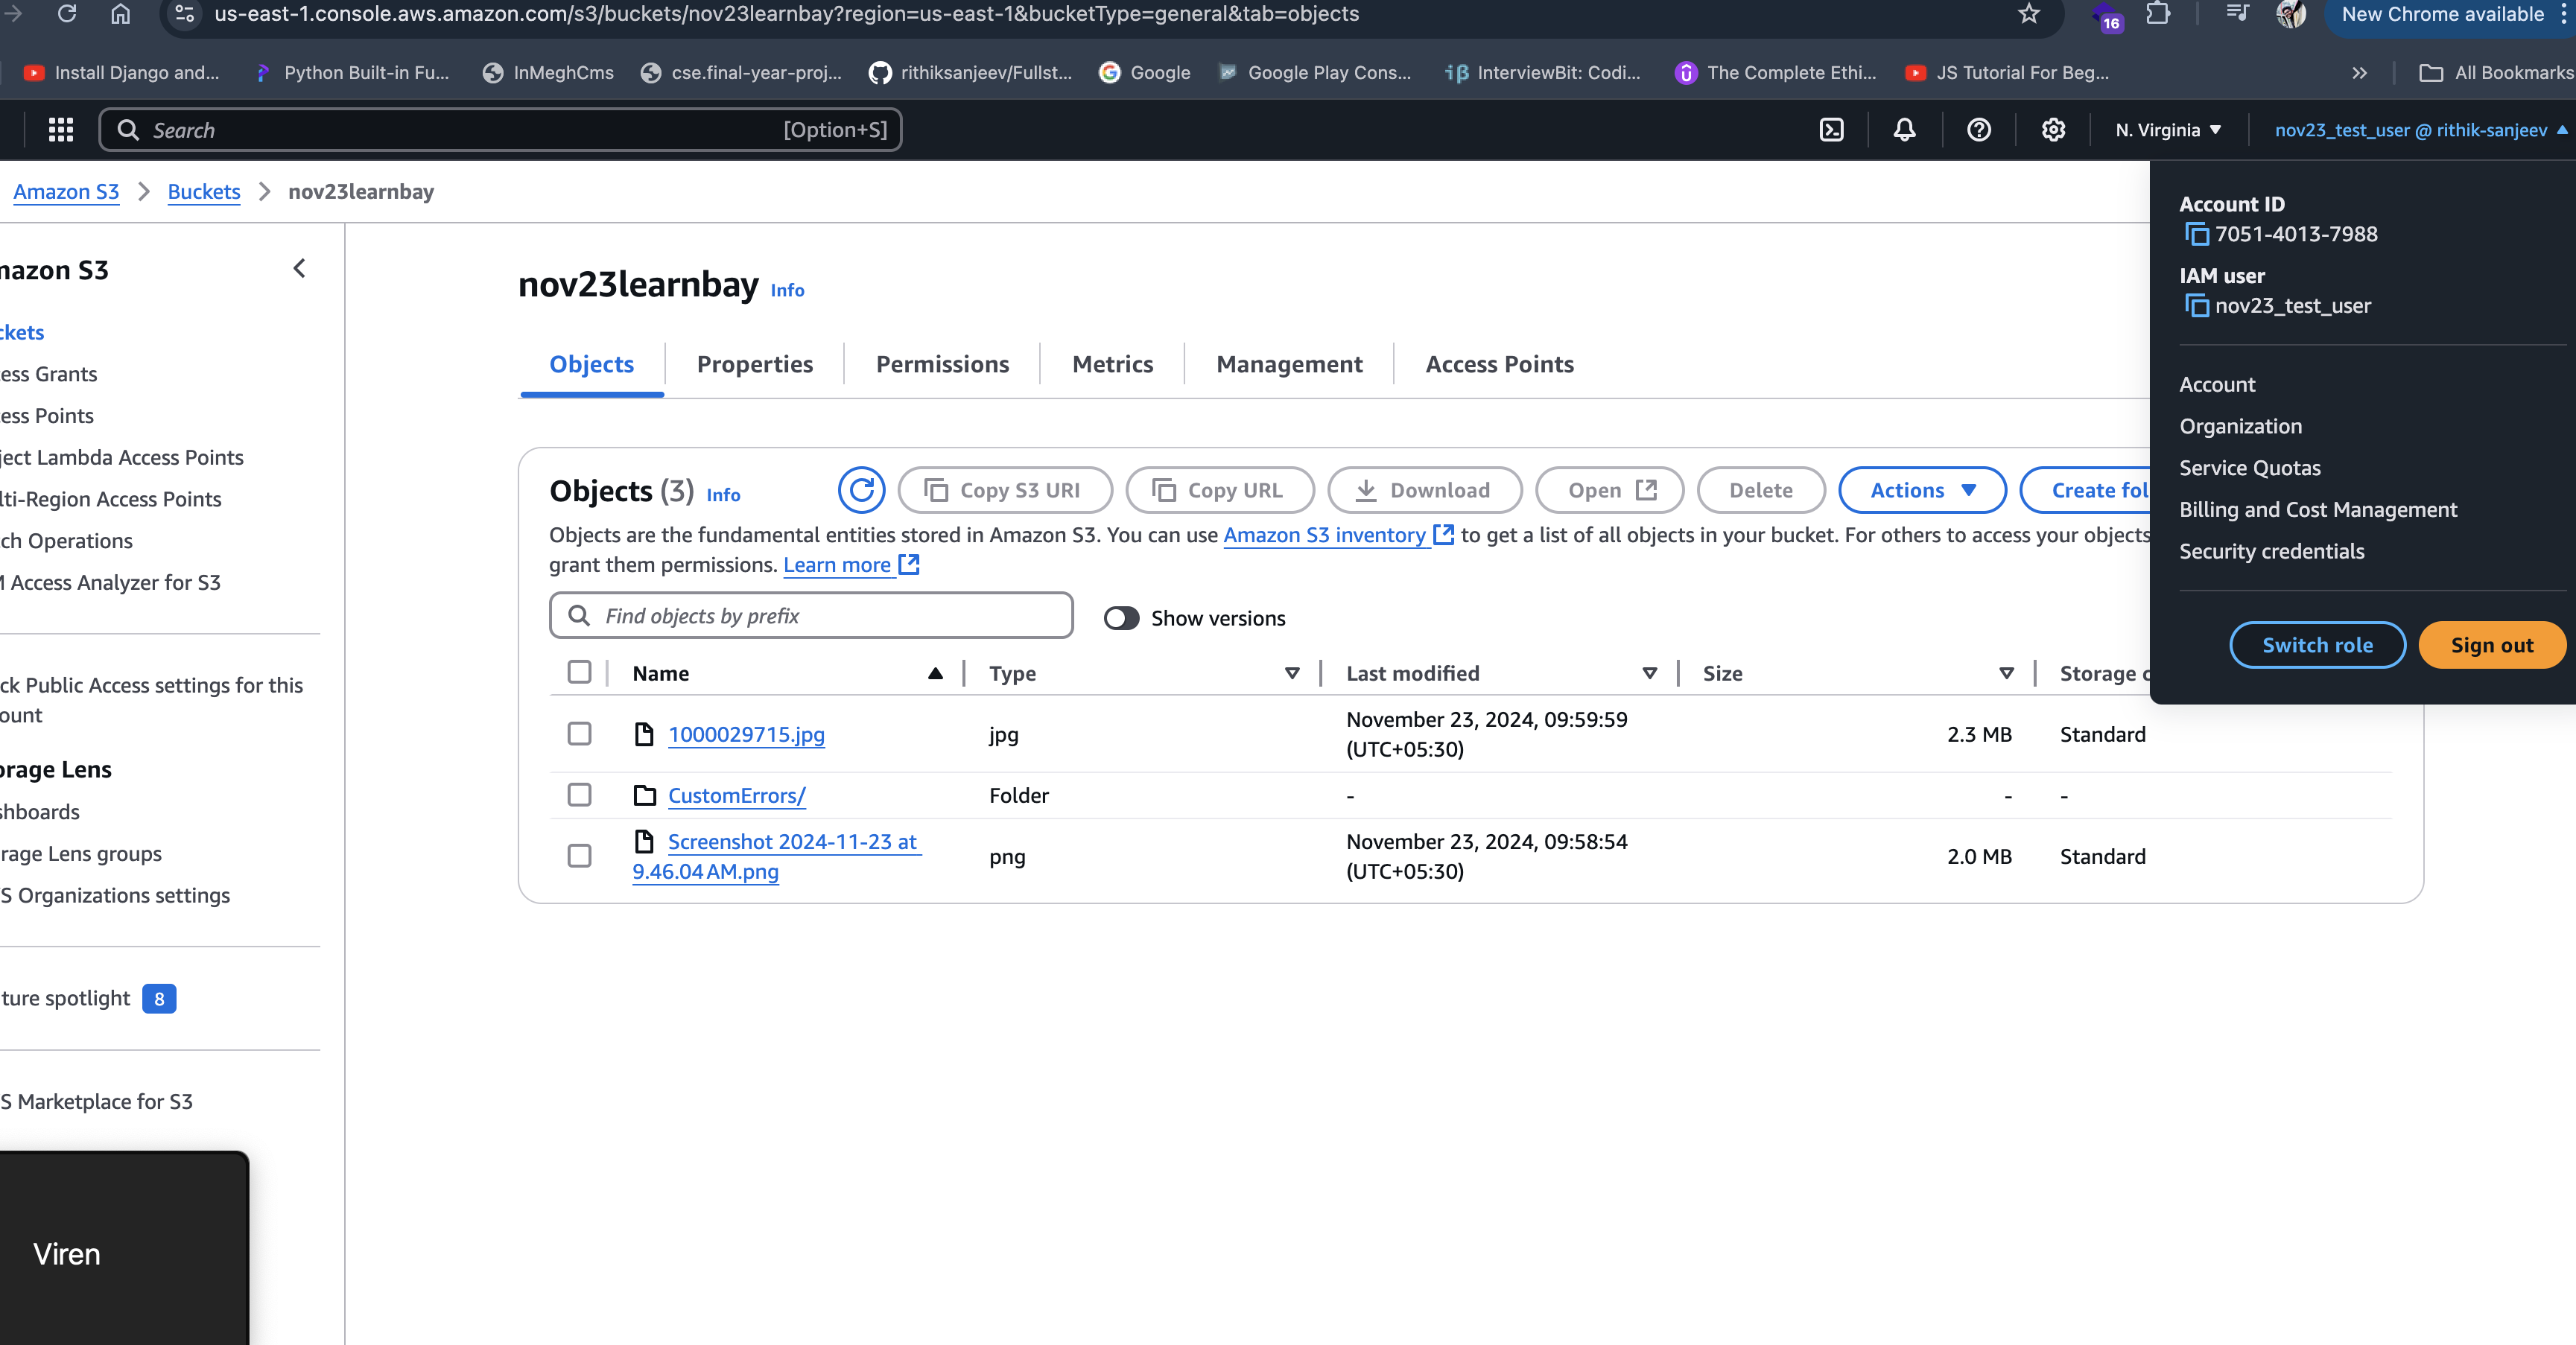 us-east-1.console.aws.amazon.com/s3/buckets/nov23learnbay?region=us-east-1&bucketType=general&tab=objects
16
New Chrome available
Install Django and...
Python Built-in Fu...
InMeghCms
cse.final-year-proj...
rithiksanjeev/Fullst...
Google
Google Play Cons...
InterviewBit: Codi...
The Complete Ethi...
JS Tutorial For Beg...
All Bookmarks
Search
[Option+S]
N. Virginia
nov23_test_user @ rithik-sanjeev
Amazon S3
Buckets
nov23learnbay
Account ID
7051-4013-7988
IAM user
nov23_test_user
Account
Organization
Service Quotas
Billing and Cost Management
Security credentials
Switch role
Sign out
mazon S3
ckets
ess Grants
ess Points
ject Lambda Access Points
lti-Region Access Points
ch Operations
M Access Analyzer for S3
ck Public Access settings for this
ount
orage Lens
shboards
rage Lens groups
S Organizations settings
ture spotlight 8
S Marketplace for S3
Viren
nov23learnbay Info
Objects
Properties
Permissions
Metrics
Management
Access Points
Objects (3) Info
Copy S3 URI
Copy URL
Download
Open
Delete
Actions
Create fol
Objects are the fundamental entities stored in Amazon S3. You can use Amazon S3 inventory to get a list of all objects in your bucket. For others to access your objects
grant them permissions. Learn more
Find objects by prefix
Show versions
Name
Type
Last modified
Size
Storage c
1000029715.jpg
jpg
November 23, 2024, 09:59:59
(UTC+05:30)
2.3 MB
Standard
CustomErrors/
Folder
-
-
-
Screenshot 2024-11-23 at
9.46.04 AM.png
png
November 23, 2024, 09:58:54
(UTC+05:30)
2.0 MB
Standard